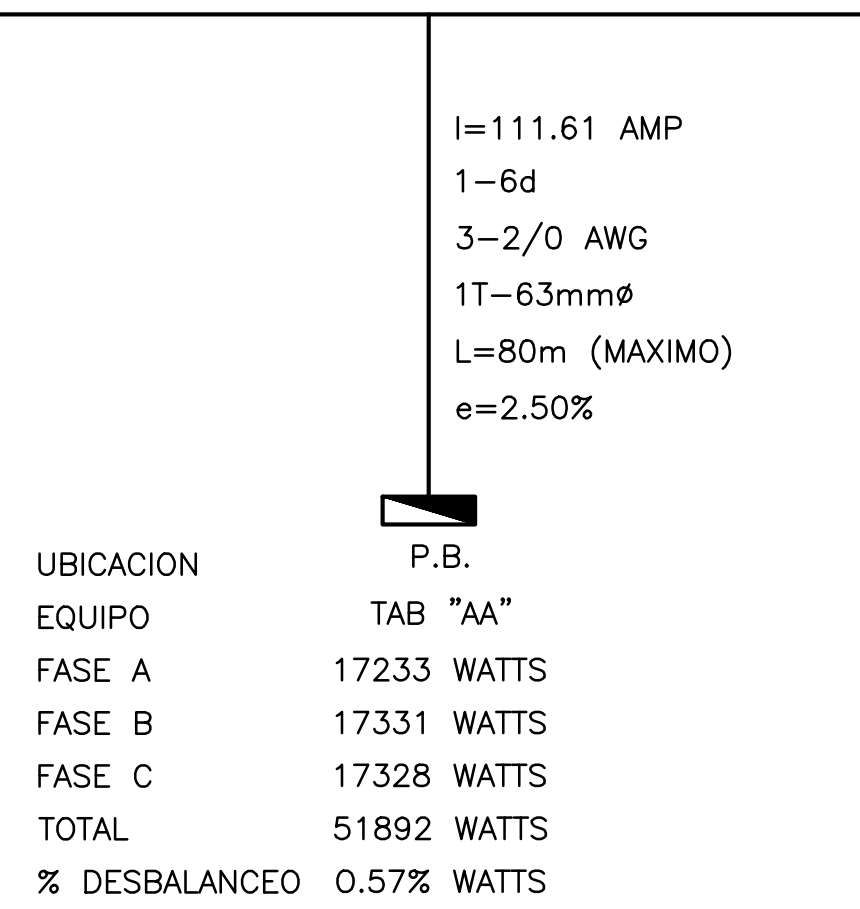 I=111.61 AMP
1-6d
3-2/0 AWG
1T-63mmø
L=80m (MAXIMO)
e=2.50%
UBICACION P.B.
EQUIPO TAB "AA"
FASE A 17233 WATTS
FASE B 17331 WATTS
FASE C 17328 WATTS
TOTAL 51892 WATTS
% DESBALANCEO 0.57% WATTS